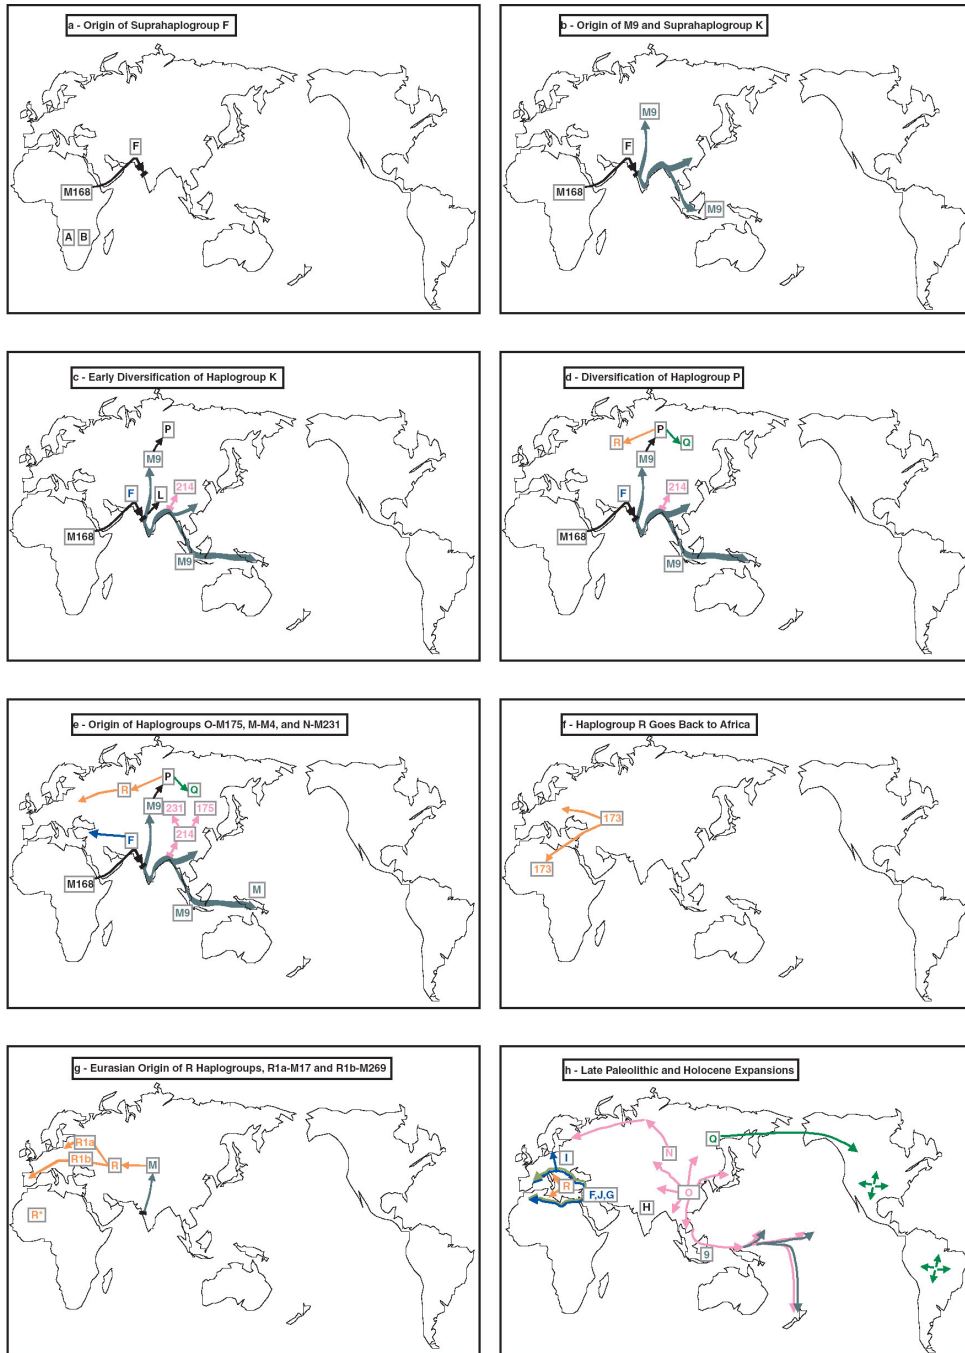 a - Origin of Suprahaplogroup F
F
M168
A B
b - Origin of M9 and Suprahaplogroup K
M9
F
M168
M9
c - Early Diversification of Haplogroup K
P
M9
F L 214
M168
M9
d - Diversification of Haplogroup P
R P Q
M9
F 214
M168
M9
e - Origin of Haplogroups O-M175, M-M4, and N-M231
P
R Q
M9 231 175
F 214
M168 M
M9
f - Haplogroup R Goes Back to Africa
173
173
g - Eurasian Origin of R Haplogroups, R1a-M17 and R1b-M269
R1a
R1b R M
R*
h - Late Paleolithic and Holocene Expansions
Q
I N
R F,J,G O
H
9